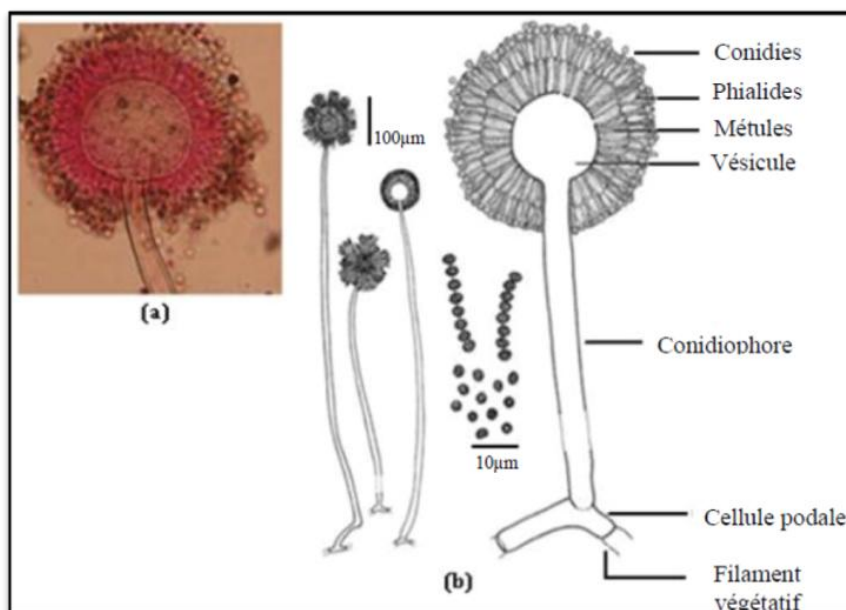 Conidies
Phialides
Métules
Vésicule
100µm
(a)
Conidiophore
10µm
Cellule podale
(b)
Filament
végétatif